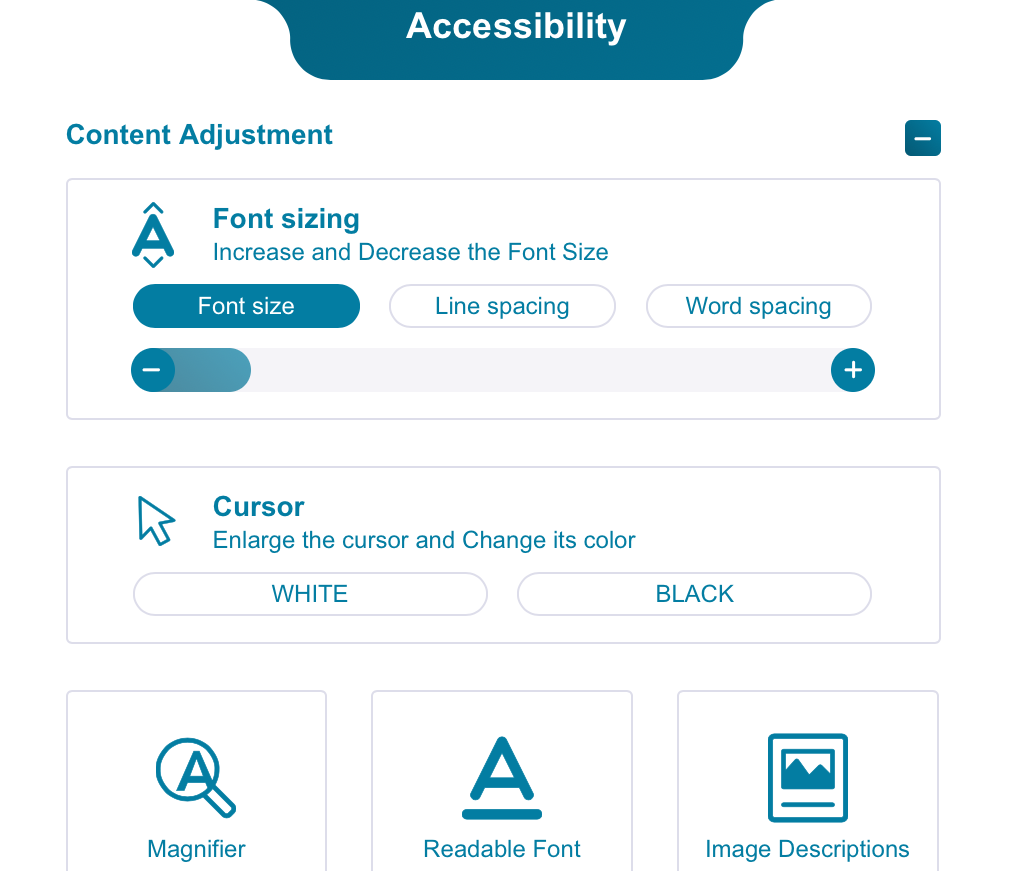 Accessibility
Content Adjustment
Font sizing
Increase and Decrease the Font Size
Font size
Line spacing
Word spacing
Cursor
Enlarge the cursor and Change its color
WHITE
BLACK
Magnifier
Readable Font
Image Descriptions